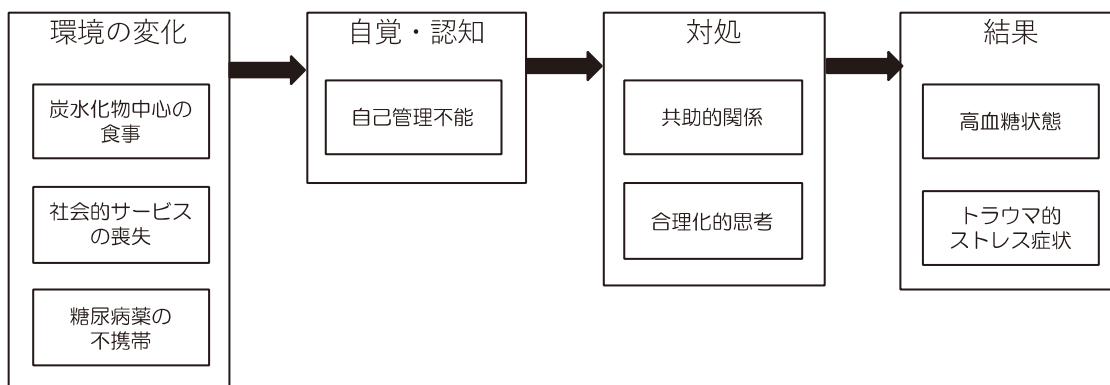 環境の変化
炭水化物中心の
食事
社会的サービス
の喪失
糖尿病薬の
不携帯
自覚・認知
自己管理不能
対処
共助的関係
合理化的思考
結果
高血糖状態
トラウマ的
ストレス症状